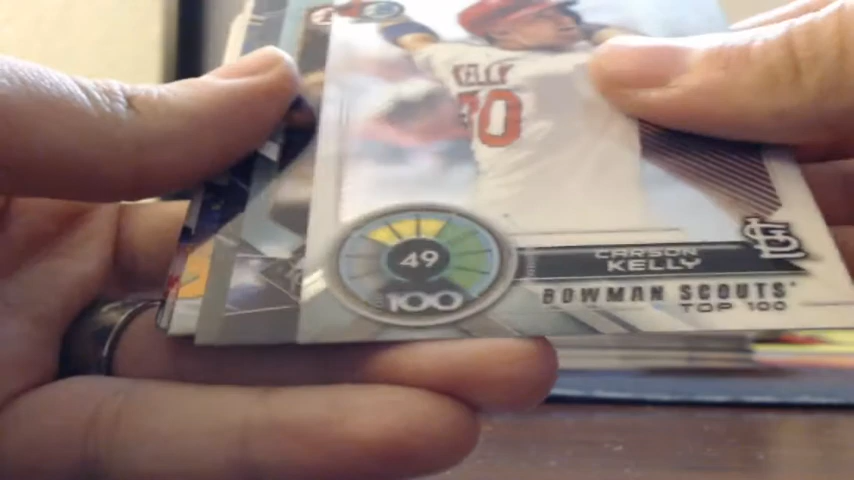 KELLY
30
49
100
CARSON
KELLY
BOWMAN SCOUTS'
TOP 100